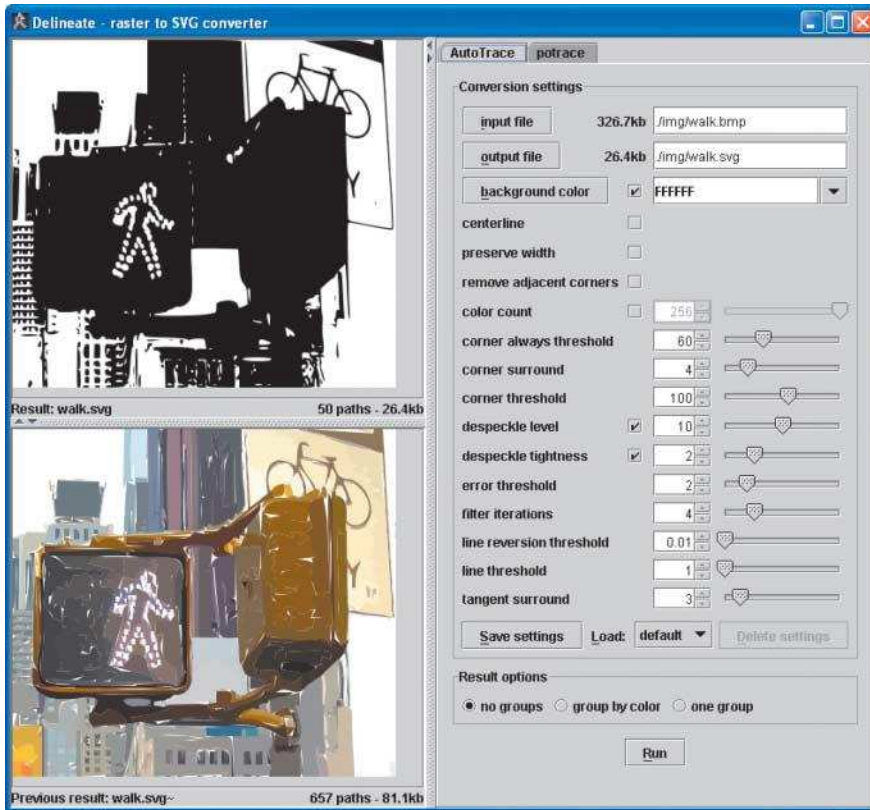 Delineate - raster to SVG converter
Result: walk.svg 50 paths - 26.4kb
Y
Previous result: walk.svg~ 657 paths - 81.1kb
AutoTrace potrace
Conversion settings
input file 326.7kb ./img/walk.bmp
output file 26.4kb ./img/walk.svg
background color FFFFFF
centerline
preserve width
remove adjacent corners
color count 256
corner always threshold 60
corner surround 4
corner threshold 100
despeckle level 10
despeckle tightness 2
error threshold 2
filter iterations 4
line reversion threshold 0.01
line threshold 1
tangent surround 3
Save settings Load: default Delete settings
Result options
no groups group by color one group
Run